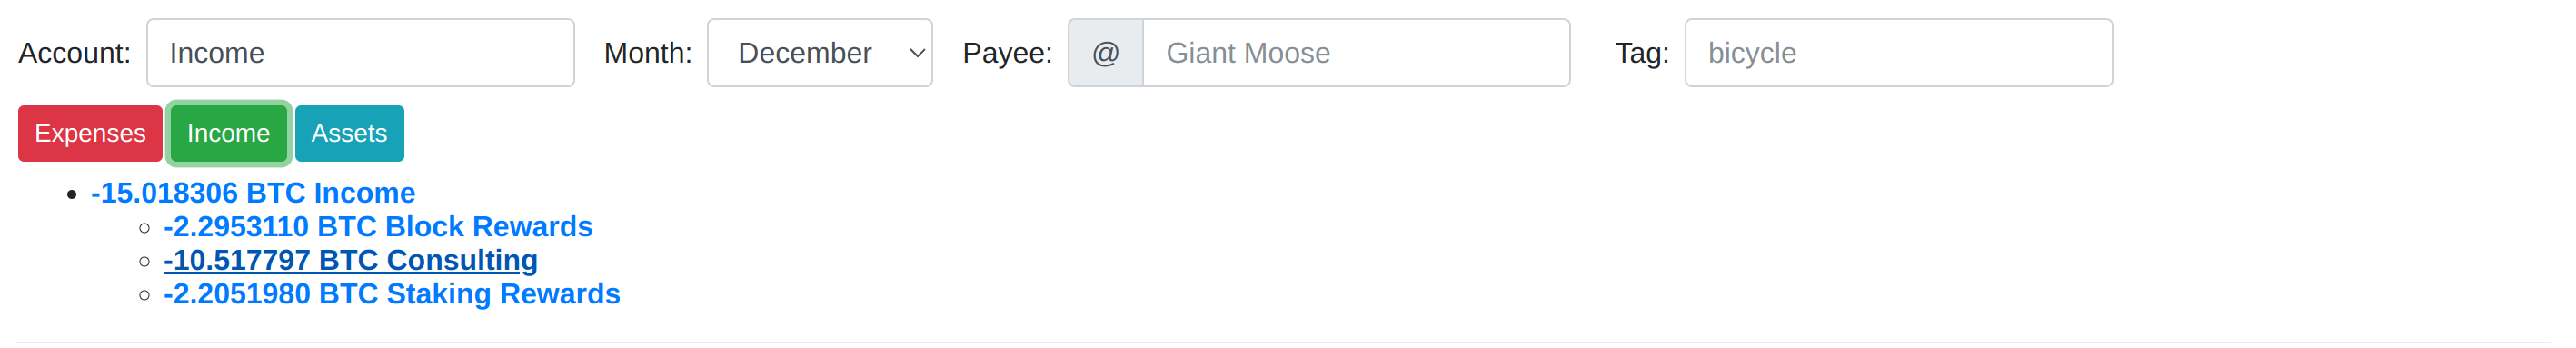 Account: Income Month: December Payee: @ Giant Moose Tag: bicycle
Expenses Income Assets
-15.018306 BTC Income
-2.2953110 BTC Block Rewards
-10.517797 BTC Consulting
-2.2051980 BTC Staking Rewards